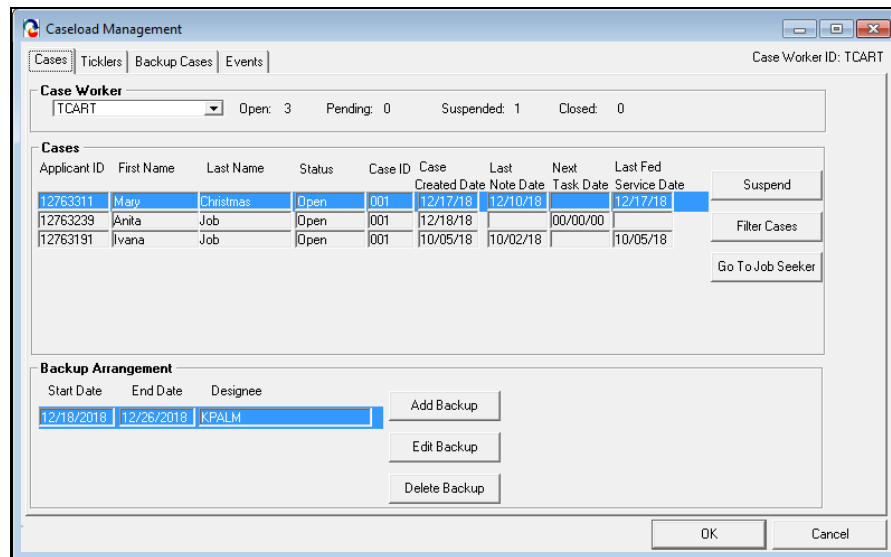 Caseload Management
Cases Ticklers Backup Cases Events Case Worker ID: TCART
Case Worker
TCART Open: 3 Pending: 0 Suspended: 1 Closed: 0
Cases
Applicant ID First Name Last Name Status Case ID Case Created Date Last Note Date Next Task Date Last Fed Service Date
12763311 Mary Christmas Open 001 12/17/18 12/10/18 12/17/18
12763239 Anita Job Open 001 12/18/18 00/00/00
12763191 Ivana Job Open 001 10/05/18 10/02/18 10/05/18
Suspend
Filter Cases
Go To Job Seeker
Backup Arrangement
Start Date End Date Designee
12/18/2018 12/26/2018 KPALM
Add Backup
Edit Backup
Delete Backup
OK Cancel